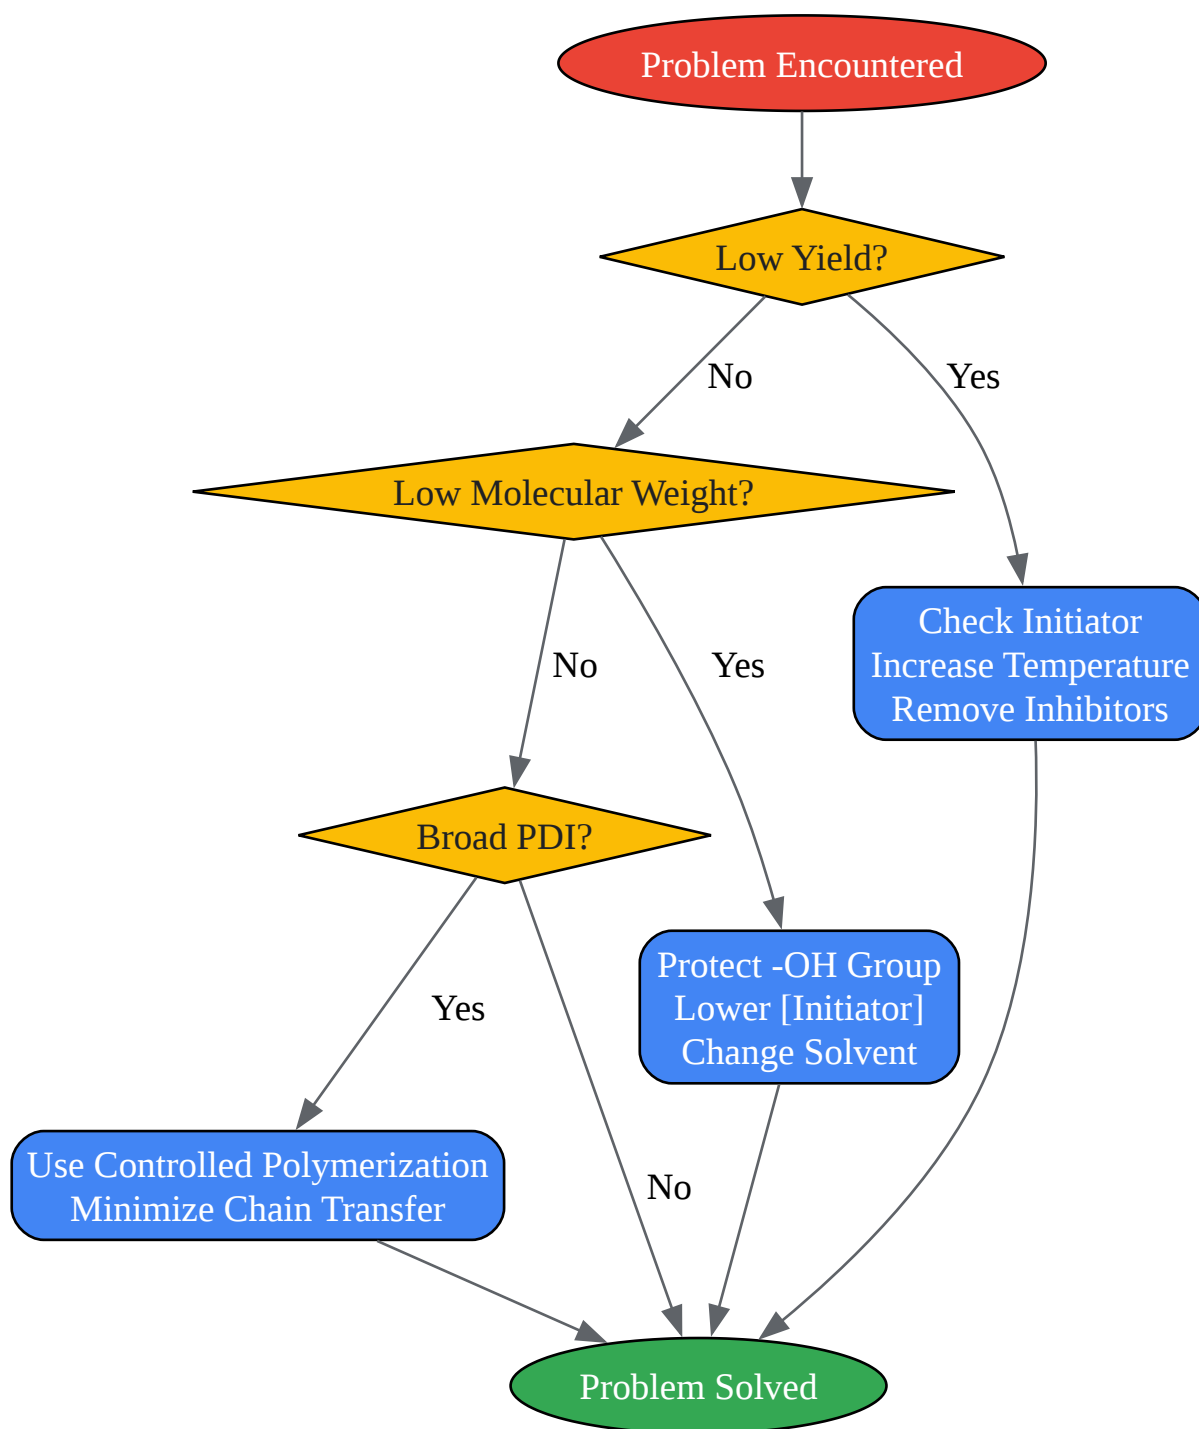 Problem Encountered
Low Yield?
No
Yes
Low Molecular Weight?
Check Initiator
Increase Temperature
Remove Inhibitors
No
Yes
Broad PDI?
Protect -OH Group
Lower [Initiator]
Change Solvent
Yes
Use Controlled Polymerization
Minimize Chain Transfer
No
Problem Solved